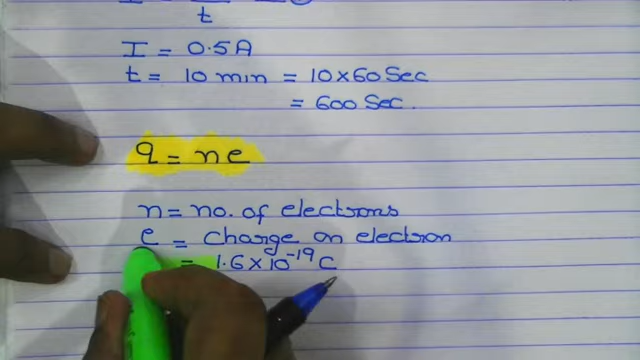 t
I = 0.5A
t = 10 min = 10×60 Sec
= 600 Sec.
q = ne
n = no. of electrons
e = charge on electron
= 1.6 × 10⁻¹⁹ C